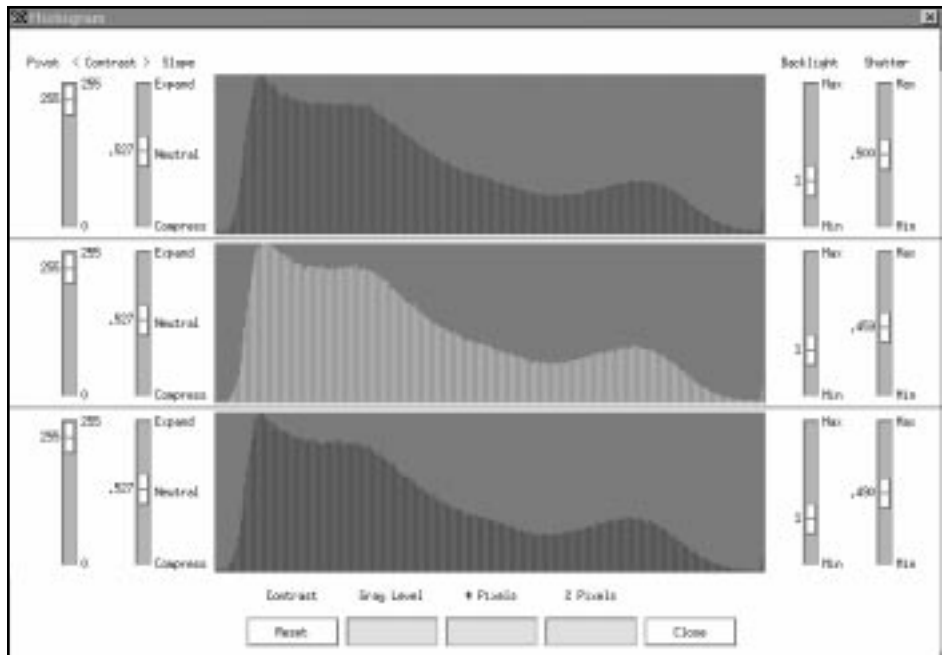 Histogram
Pivot < Contrast > Slope Backlight Shutter
255 Expand Max Max
255
.527 Neutral .500
1
0 Compress Min Min
255 Expand Max Max
255
.527 Neutral .459
1
0 Compress Min Min
255 Expand Max Max
255
.527 Neutral .490
1
0 Compress Min Min
Contrast Gray Level # Pixels % Pixels
Reset Close